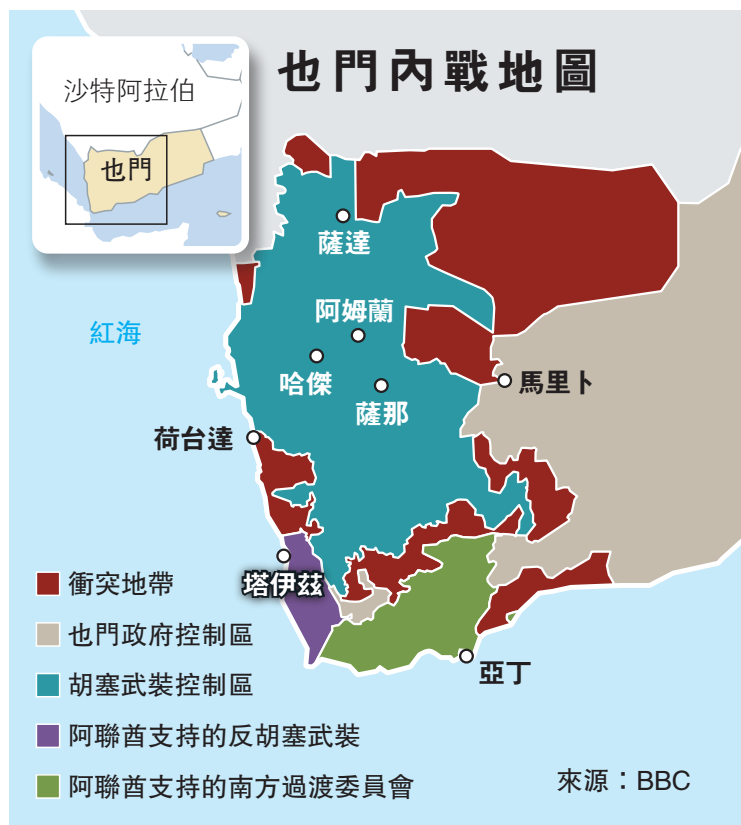 也門內戰地圖
沙特阿拉伯
也門
薩達
阿姆蘭
紅海
哈傑
馬里卜
薩那
荷台達
塔伊茲
衝突地帶
也門政府控制區
亞丁
胡塞武裝控制區
阿聯酋支持的反胡塞武裝
阿聯酋支持的南方過渡委員會
來源：BBC